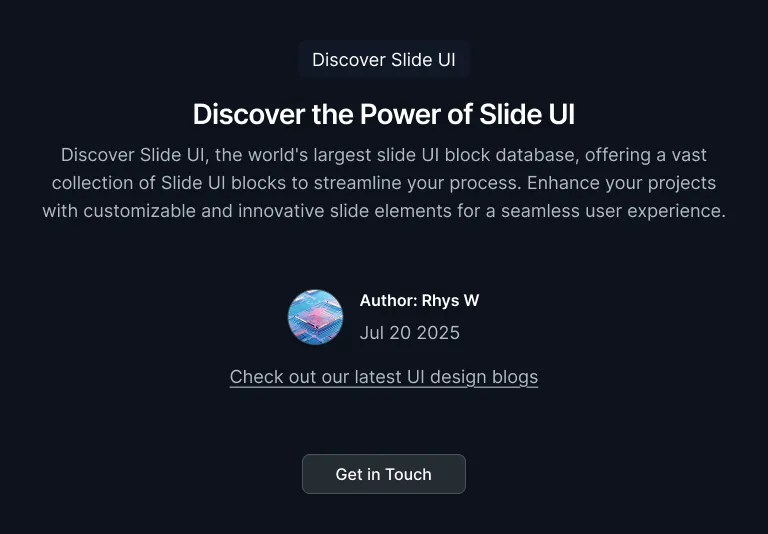 Discover Slide UI
Discover the Power of Slide UI
Discover Slide UI, the world's largest slide UI block database, offering a vast
collection of Slide UI blocks to streamline your process. Enhance your projects
with customizable and innovative slide elements for a seamless user experience.
Author: Rhys W
Jul 20 2025
Check out our latest UI design blogs
Get in Touch